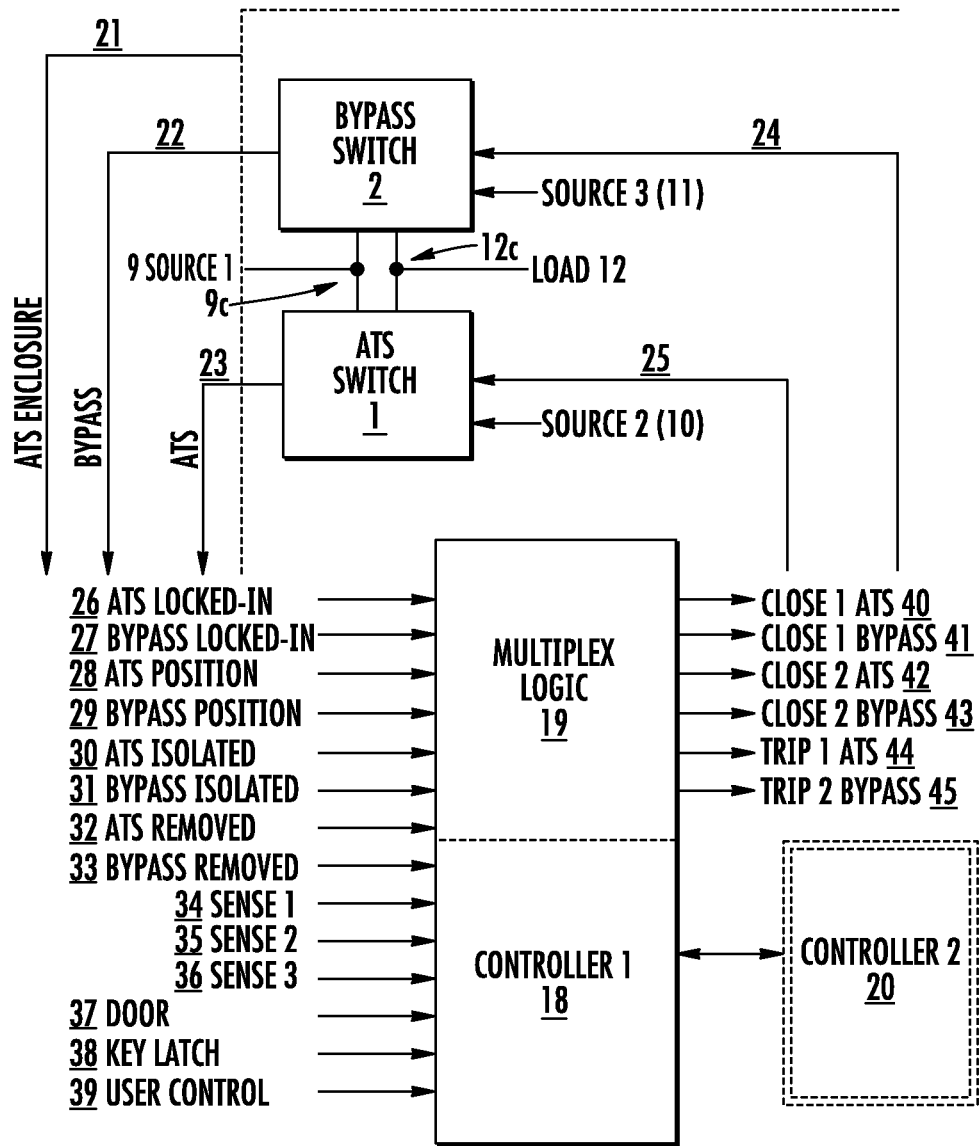 21
BYPASS
SWITCH
2
22
24
SOURCE 3 (11)
12c
9 SOURCE 1
LOAD 12
9c
ATS
SWITCH
1
23
25
SOURCE 2 (10)
ATS ENCLOSURE
BYPASS
ATS
26 ATS LOCKED-IN
27 BYPASS LOCKED-IN
28 ATS POSITION
29 BYPASS POSITION
30 ATS ISOLATED
31 BYPASS ISOLATED
32 ATS REMOVED
33 BYPASS REMOVED
34 SENSE 1
35 SENSE 2
36 SENSE 3
37 DOOR
38 KEY LATCH
39 USER CONTROL
MULTIPLEX
LOGIC
19
CONTROLLER 1
18
CLOSE 1 ATS 40
CLOSE 1 BYPASS 41
CLOSE 2 ATS 42
CLOSE 2 BYPASS 43
TRIP 1 ATS 44
TRIP 2 BYPASS 45
CONTROLLER 2
20